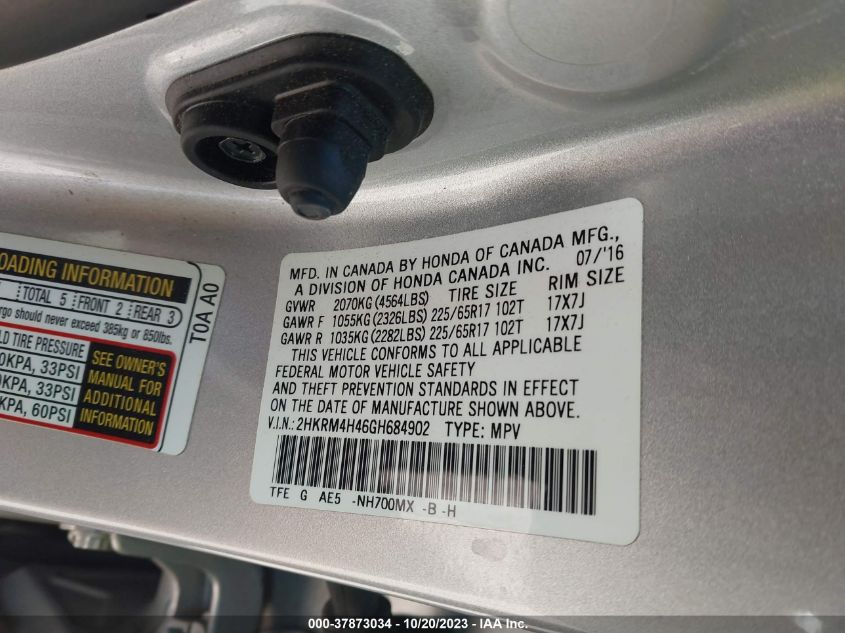 OADING INFORMATION
TOTAL 5 FRONT 2 REAR 3
rgo should never exceed 385kg or 850lbs.
LD TIRE PRESSURE
0KPA, 33PSI
0KPA, 33PSI
KPA, 60PSI
SEE OWNER'S
MANUAL FOR
ADDITIONAL
INFORMATION
T0A A0
MFD. IN CANADA BY HONDA OF CANADA MFG.,
A DIVISION OF HONDA CANADA INC. 07/'16
GVWR 2070KG (4564LBS) TIRE SIZE RIM SIZE
GAWR F 1055KG (2326LBS) 225/65R17 102T 17X7J
GAWR R 1035KG (2282LBS) 225/65R17 102T 17X7J
THIS VEHICLE CONFORMS TO ALL APPLICABLE
FEDERAL MOTOR VEHICLE SAFETY
AND THEFT PREVENTION STANDARDS IN EFFECT
ON THE DATE OF MANUFACTURE SHOWN ABOVE.
V.I.N.: 2HKRM4H46GH684902 TYPE: MPV
TFE G AE5 -NH700MX -B -H
000-37873034 | 10/20/2023 | © IAA Inc.